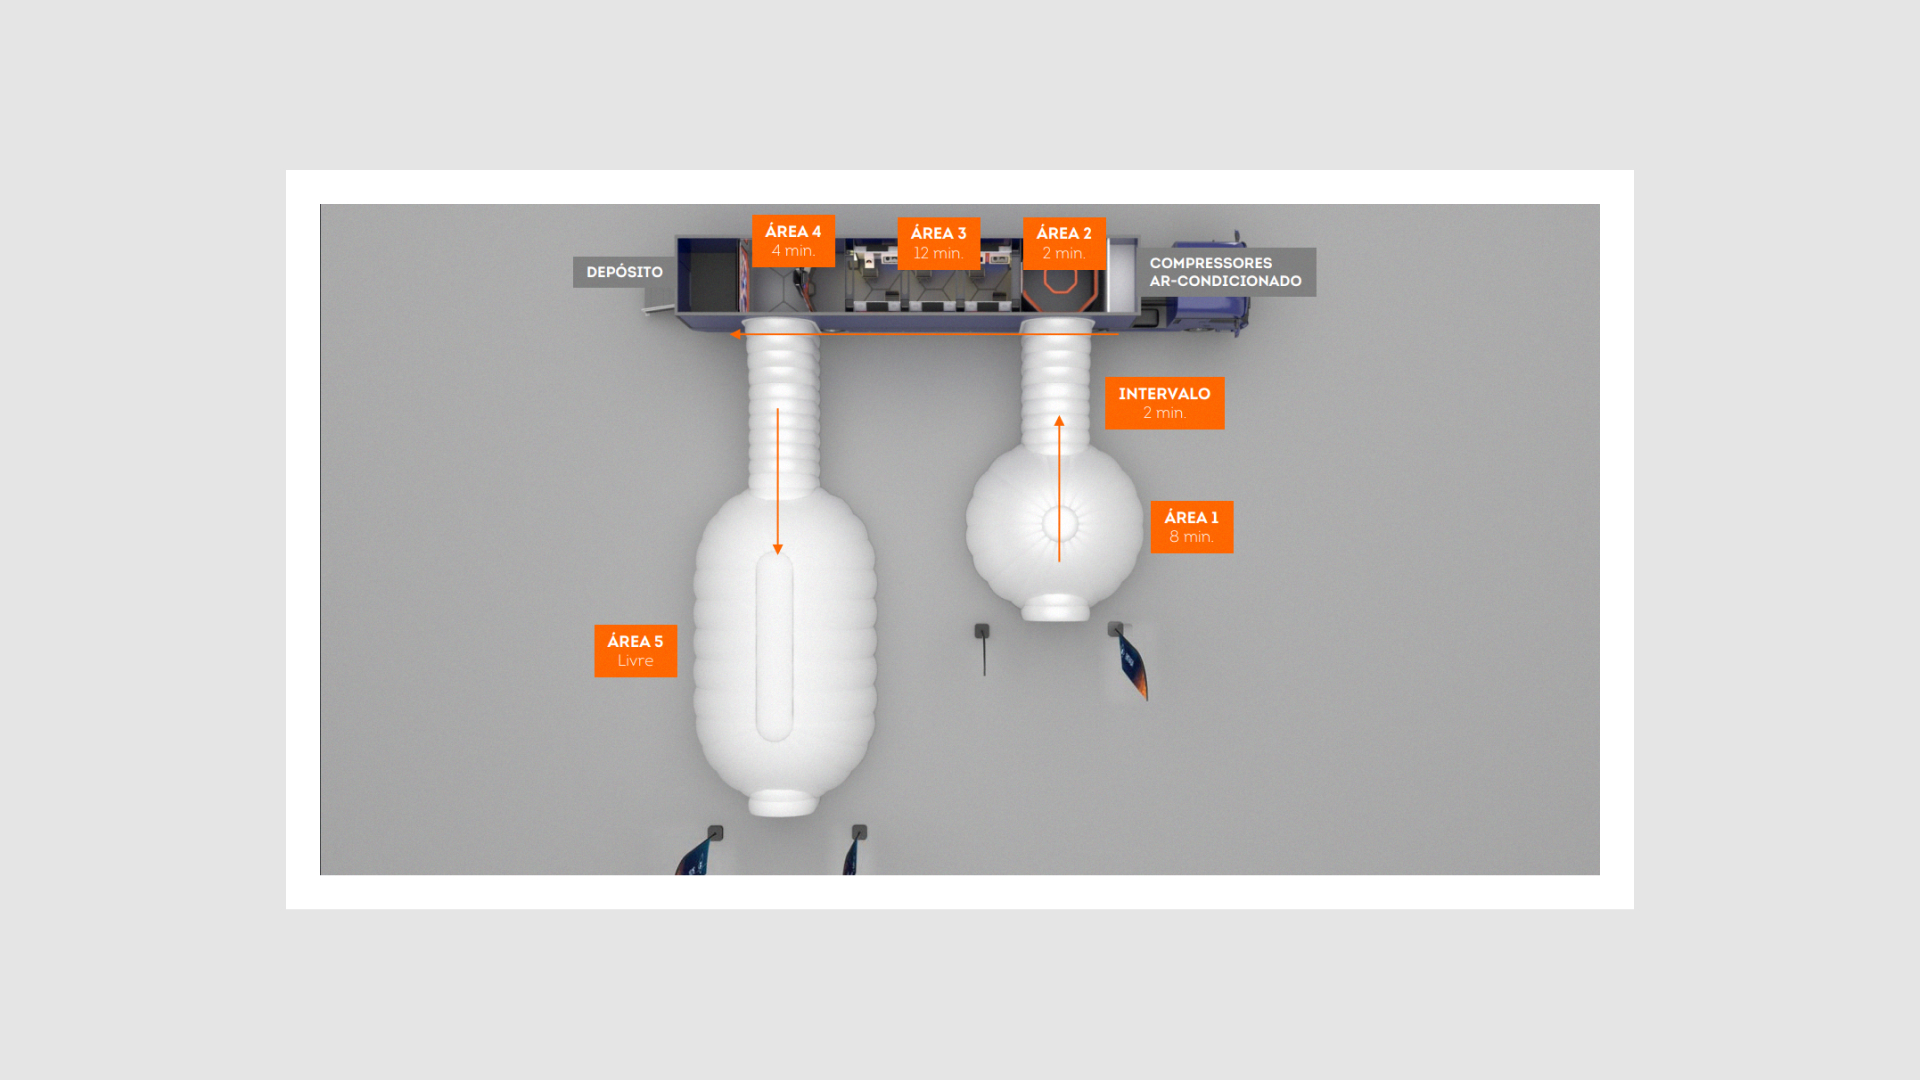 ÁREA 4
4 min.
ÁREA 3
12 min.
ÁREA 2
2 min.
DEPÓSITO
COMPRESSORES
AR-CONDICIONADO
INTERVALO
2 min.
ÁREA 1
8 min.
ÁREA 5
Livre